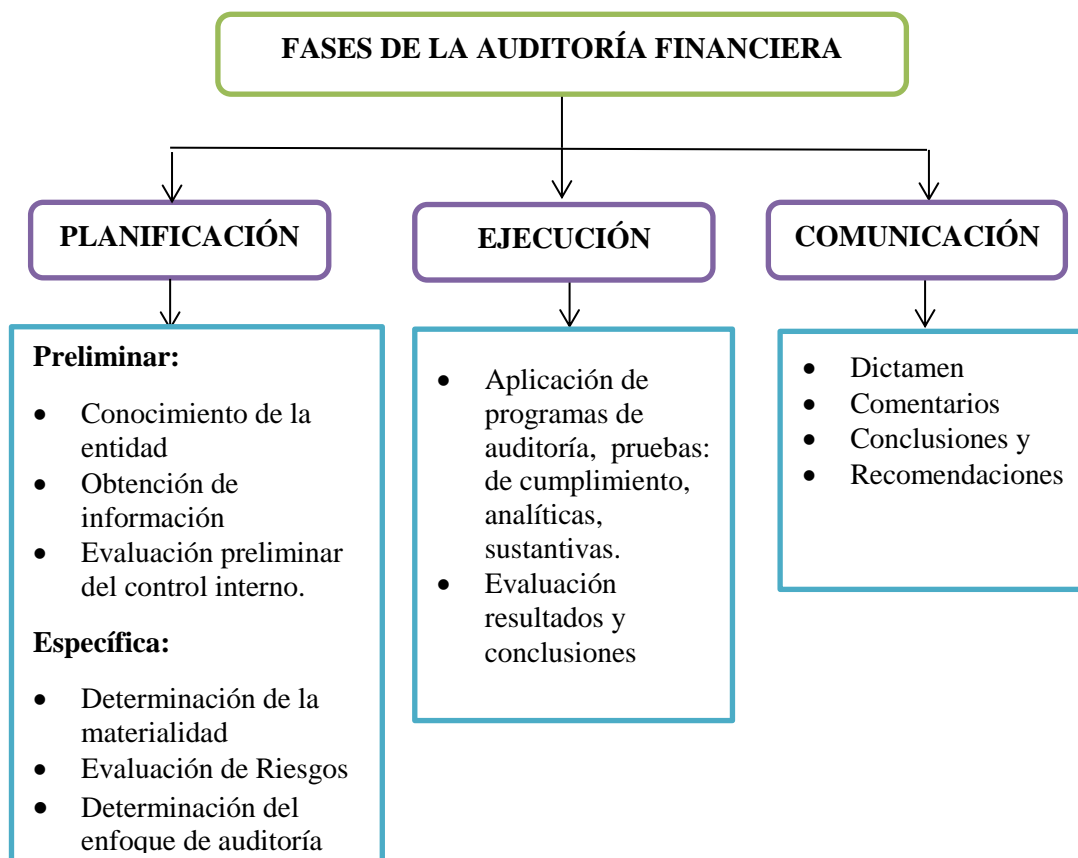 FASES DE LA AUDITORÍA FINANCIERA
PLANIFICACIÓN
EJECUCIÓN
COMUNICACIÓN
Preliminar:
• Conocimiento de la
entidad
• Obtención de
información
• Evaluación preliminar
del control interno.
Específica:
• Determinación de la
materialidad
• Evaluación de Riesgos
• Determinación del
enfoque de auditoría
• Aplicación de
programas de
auditoría, pruebas:
de cumplimiento,
analíticas,
sustantivas.
• Evaluación
resultados y
conclusiones
• Dictamen
• Comentarios
• Conclusiones y
• Recomendaciones